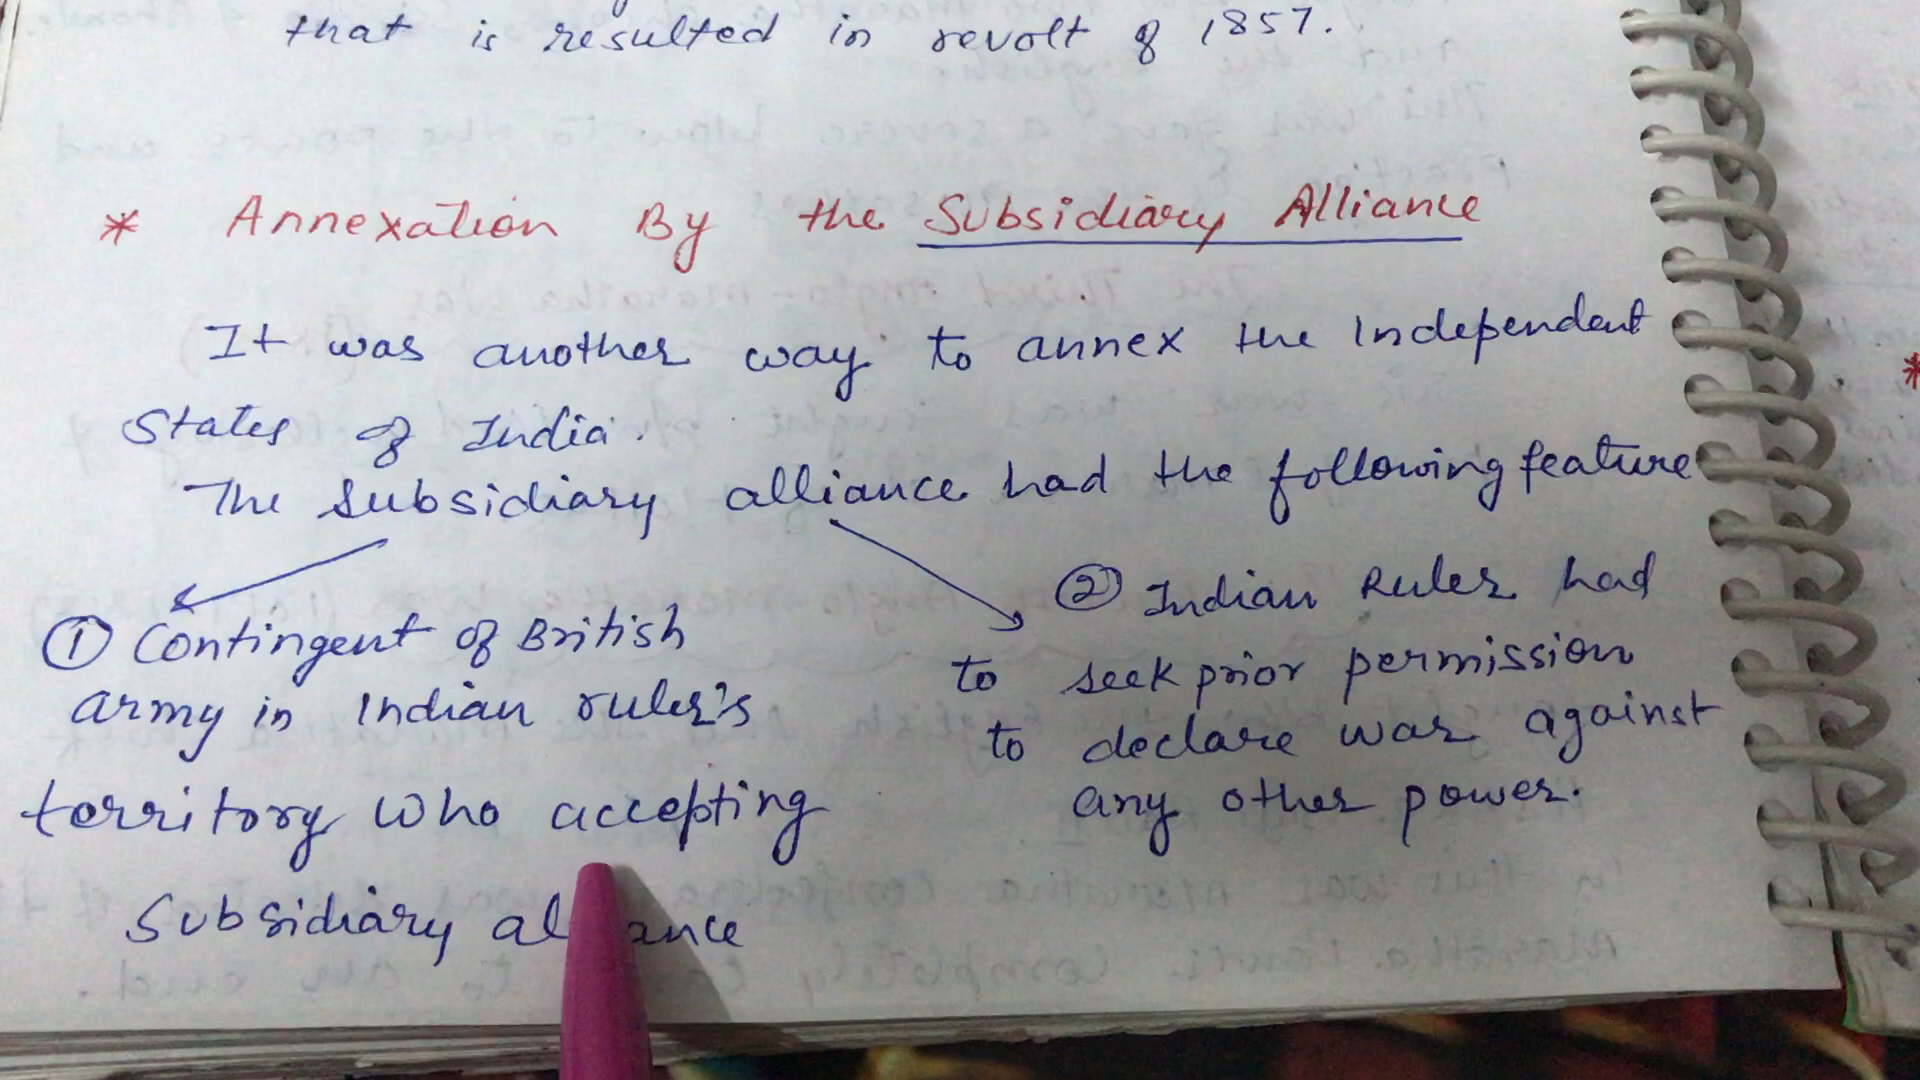 that is resulted in revolt of 1857.
* Annexation By the Subsidiary Alliance
It was another way to annex the Independent
States of India.
The Subsidiary alliance had the following feature
① Contingent of British
army in Indian ruler's
territory who accepting
Subsidiary al ance
② Indian Ruler had
to seek prior permission
to declare war against
any other power.